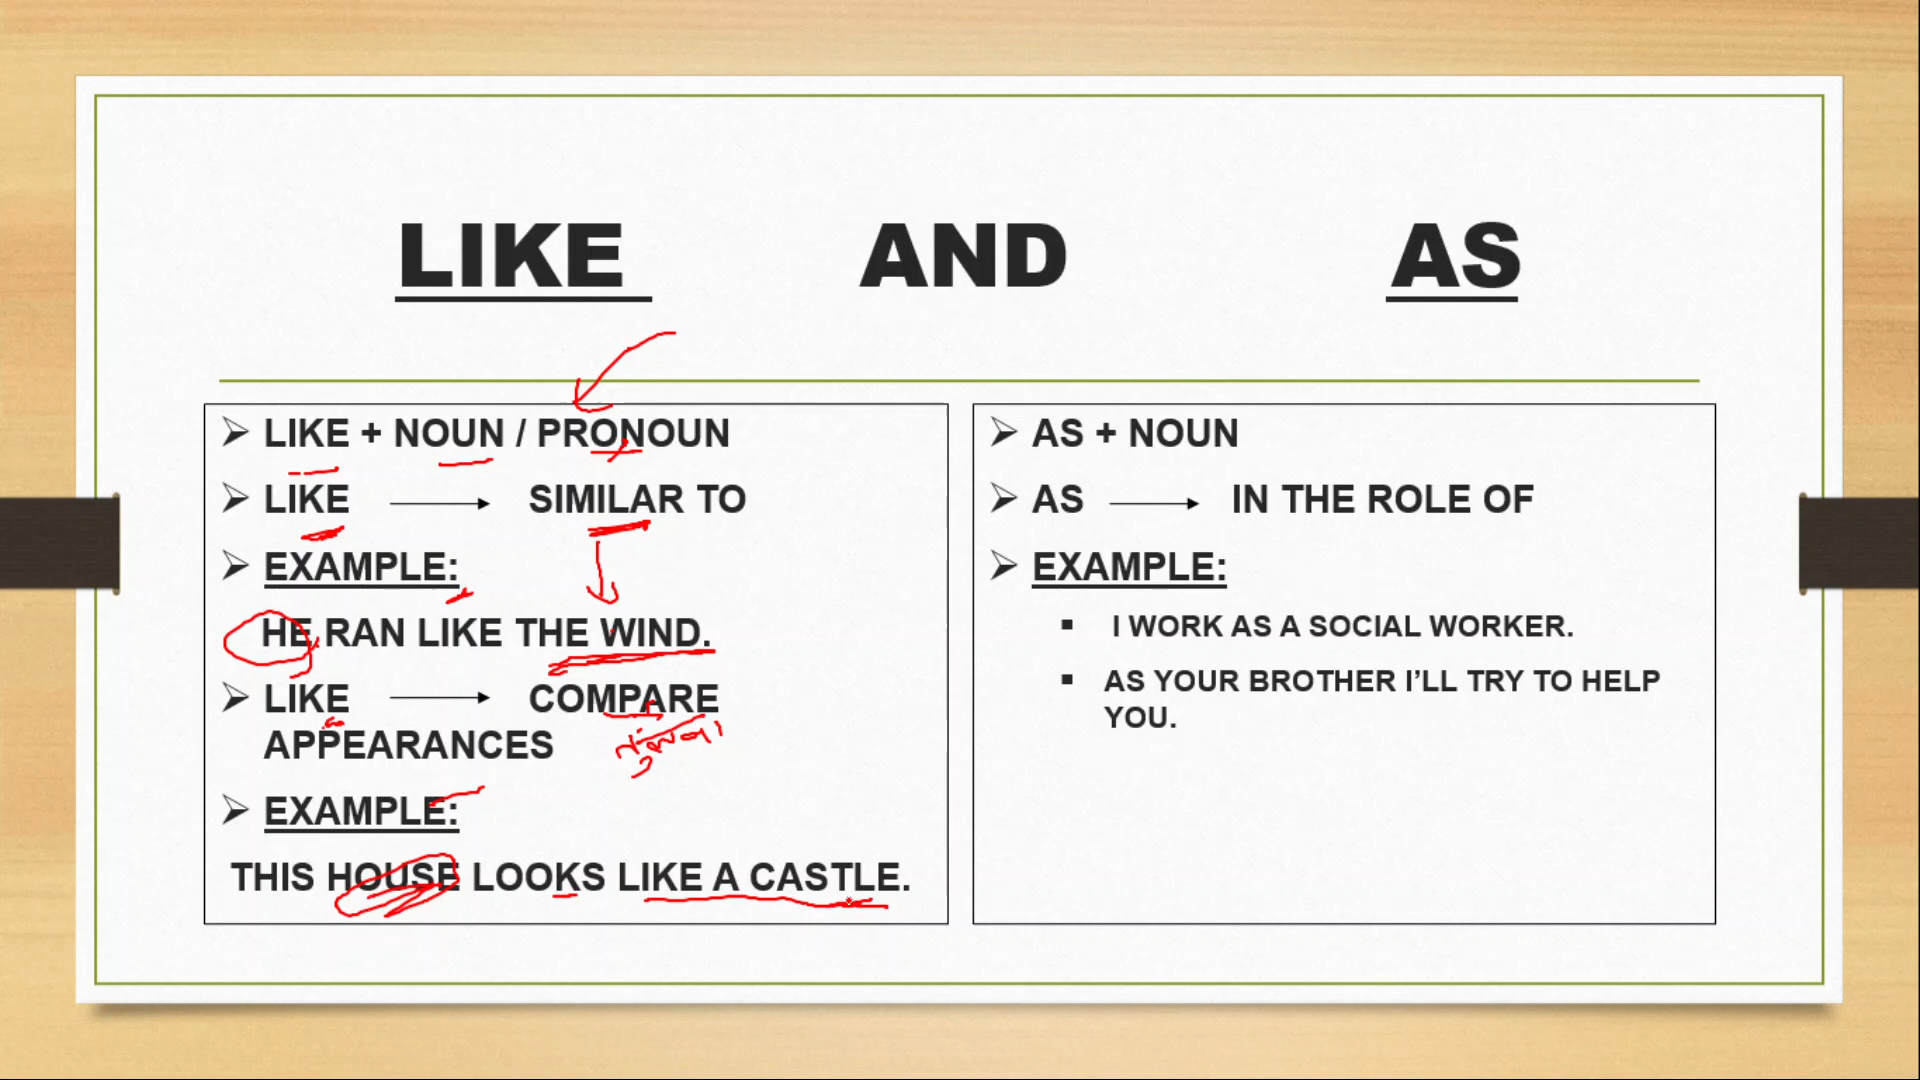 LIKE AND AS
➢ LIKE + NOUN / PRONOUN
➢ LIKE → SIMILAR TO
➢ EXAMPLE:
HE RAN LIKE THE WIND.
➢ LIKE → COMPARE
APPEARANCES
➢ EXAMPLE:
THIS HOUSE LOOKS LIKE A CASTLE.
➢ AS + NOUN
➢ AS → IN THE ROLE OF
➢ EXAMPLE:
▪ I WORK AS A SOCIAL WORKER.
▪ AS YOUR BROTHER I’LL TRY TO HELP
YOU.